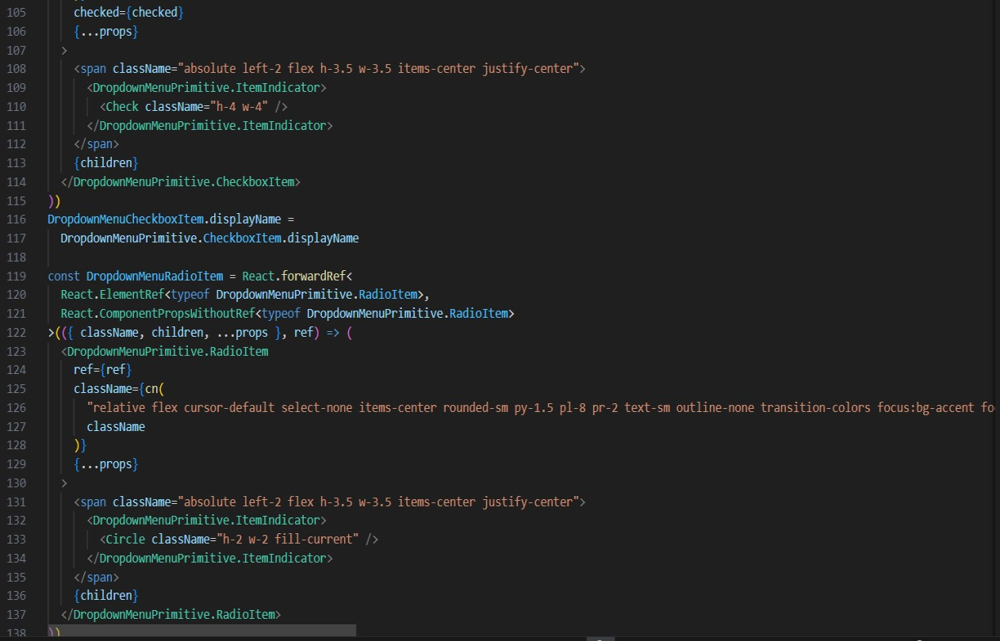 105 checked={checked}
106 {...props}
107 >
108 <span className="absolute left-2 flex h-3.5 w-3.5 items-center justify-center">
109 <DropdownMenuPrimitive.ItemIndicator>
110 <Check className="h-4 w-4" />
111 </DropdownMenuPrimitive.ItemIndicator>
112 </span>
113 {children}
114 </DropdownMenuPrimitive.CheckboxItem>
115 ))
116 DropdownMenuCheckboxItem.displayName =
117 DropdownMenuPrimitive.CheckboxItem.displayName
118
119 const DropdownMenuRadioItem = React.forwardRef<
120 React.ElementRef<typeof DropdownMenuPrimitive.RadioItem>,
121 React.ComponentPropsWithoutRef<typeof DropdownMenuPrimitive.RadioItem>
122 >(({ className, children, ...props }, ref) => (
123 <DropdownMenuPrimitive.RadioItem
124 ref={ref}
125 className={cn(
126 "relative flex cursor-default select-none items-center rounded-sm py-1.5 pl-8 pr-2 text-sm outline-none transition-colors focus:bg-accent fo
127 className
128 )}
129 {...props}
130 >
131 <span className="absolute left-2 flex h-3.5 w-3.5 items-center justify-center">
132 <DropdownMenuPrimitive.ItemIndicator>
133 <Circle className="h-2 w-2 fill-current" />
134 </DropdownMenuPrimitive.ItemIndicator>
135 </span>
136 {children}
137 </DropdownMenuPrimitive.RadioItem>
138 ))